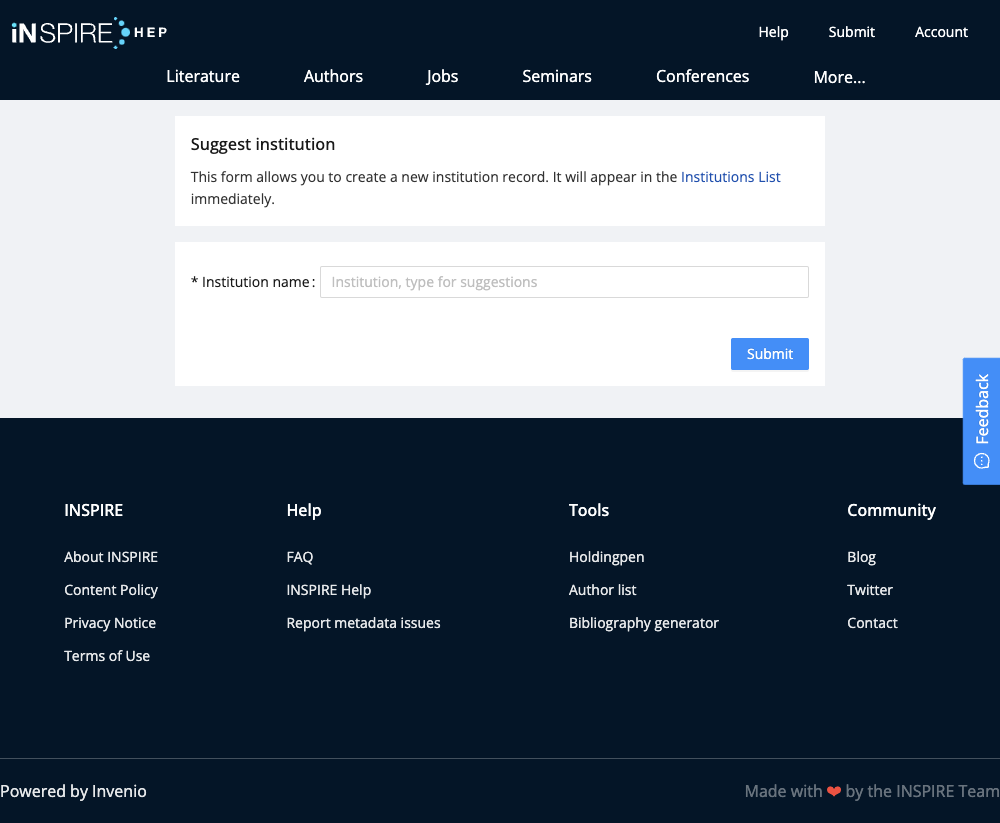 iNSPIRE HEP
Help Submit Account
Literature Authors Jobs Seminars Conferences More...
Suggest institution
This form allows you to create a new institution record. It will appear in the Institutions List
immediately.
* Institution name: Institution, type for suggestions
Submit
Feedback
INSPIRE
About INSPIRE
Content Policy
Privacy Notice
Terms of Use
Help
FAQ
INSPIRE Help
Report metadata issues
Tools
Holdingpen
Author list
Bibliography generator
Community
Blog
Twitter
Contact
Powered by Invenio
Made with ❤ by the INSPIRE Team